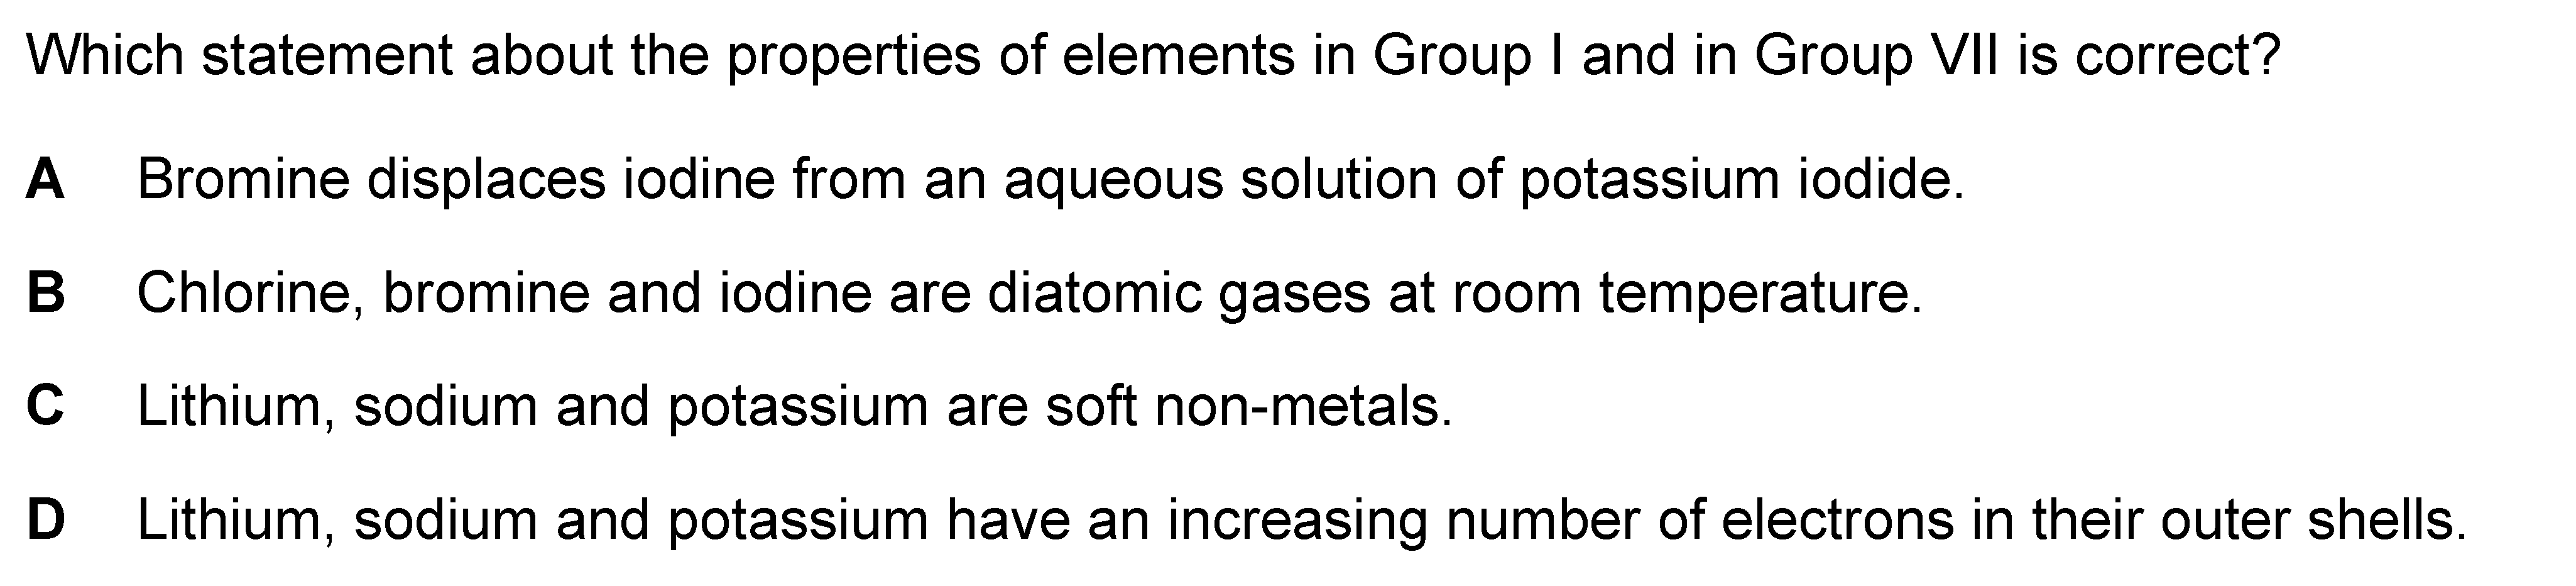 Which statement about the properties of elements in Group I and in Group VII is correct?
A Bromine displaces iodine from an aqueous solution of potassium iodide.
B Chlorine, bromine and iodine are diatomic gases at room temperature.
C Lithium, sodium and potassium are soft non-metals.
D Lithium, sodium and potassium have an increasing number of electrons in their outer shells.